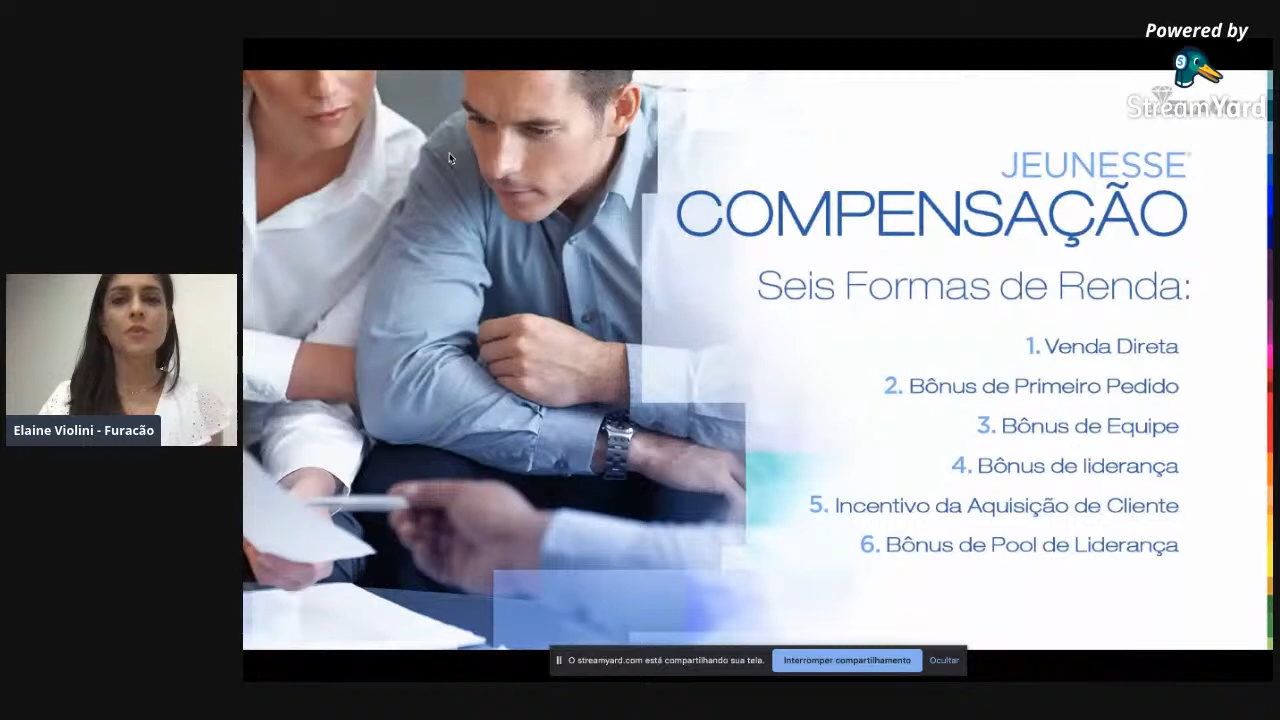 Powered by
StreamYard
JEUNESSE
COMPENSAÇÃO
Seis Formas de Renda:
1. Venda Direta
2. Bônus de Primeiro Pedido
3. Bônus de Equipe
4. Bônus de liderança
5. Incentivo da Aquisição de Cliente
6. Bônus de Pool de Liderança
Elaine Violini - Furacão
O streamyard.com está compartilhando sua tela.
Interromper compartilhamento
Ocultar